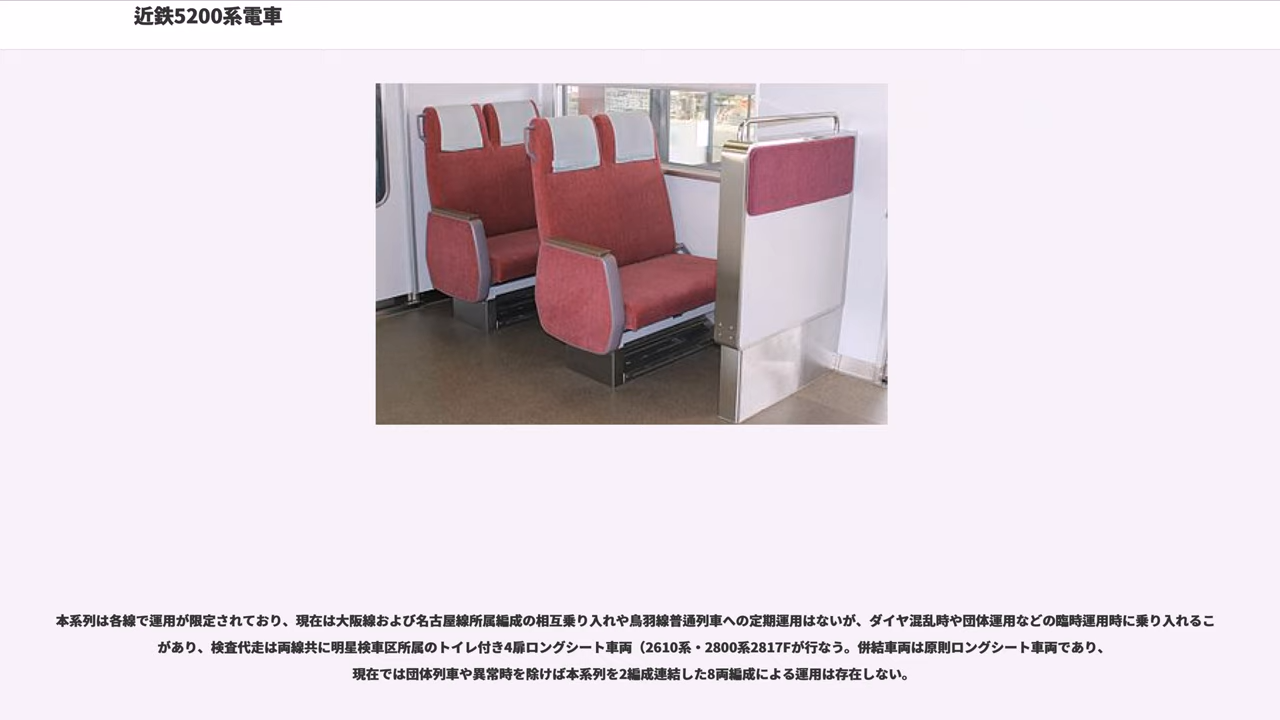 近鉄5200系電車
本系列は各線で運用が限定されており、現在は大阪線および名古屋線所属編成の相互乗り入れや鳥羽線普通列車への定期運用はないが、ダイヤ混乱時や団体運用などの臨時運用時に乗り入れるこ
があり、検査代走は両線共に明星検車区所属のトイレ付き4扉ロングシート車両（2610系・2800系2817Fが行なう。併結車両は原則ロングシート車両であり、
現在では団体列車や異常時を除けば本系列を2編成連結した8両編成による運用は存在しない。